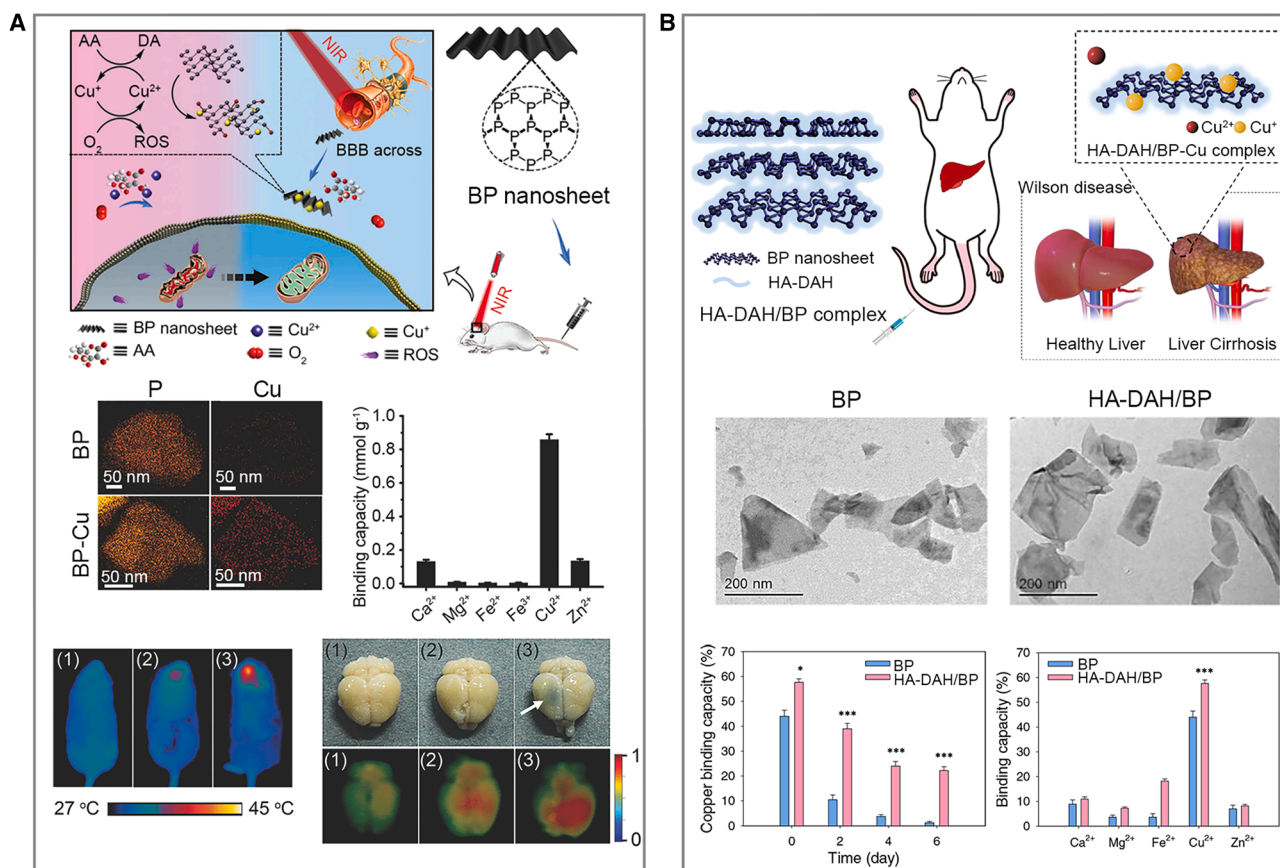 A
AA
DA
Cu⁺
Cu²⁺
O₂
ROS
NIR
BBB across
P
P P
P P P
P P
P P P
P P
BP nanosheet
NIR
BP nanosheet
Cu²⁺
Cu⁺
AA
O₂
ROS
P
Cu
BP
50 nm
BP-Cu
50 nm
50 nm
50 nm
Binding capacity (mmol g⁻¹)
1.0
0.8
0.6
0.4
0.2
0.0
Ca²⁺
Mg²⁺
Fe²⁺
Fe³⁺
Cu²⁺
Zn²⁺
(1)
(2)
(3)
27 °C
45 °C
(1)
(2)
(3)
(1)
(2)
(3)
1
0
B
Cu²⁺
Cu⁺
HA-DAH/BP-Cu complex
BP nanosheet
HA-DAH
HA-DAH/BP complex
Wilson disease
Healthy Liver
Liver Cirrhosis
BP
HA-DAH/BP
200 nm
200 nm
Copper binding capacity (%)
70
60
50
40
30
20
10
0
BP
HA-DAH/BP
*
***
***
***
0
2
4
6
Time (day)
Binding capacity (%)
70
60
50
40
30
20
10
0
BP
HA-DAH/BP
***
Ca²⁺
Mg²⁺
Fe²⁺
Cu²⁺
Zn²⁺